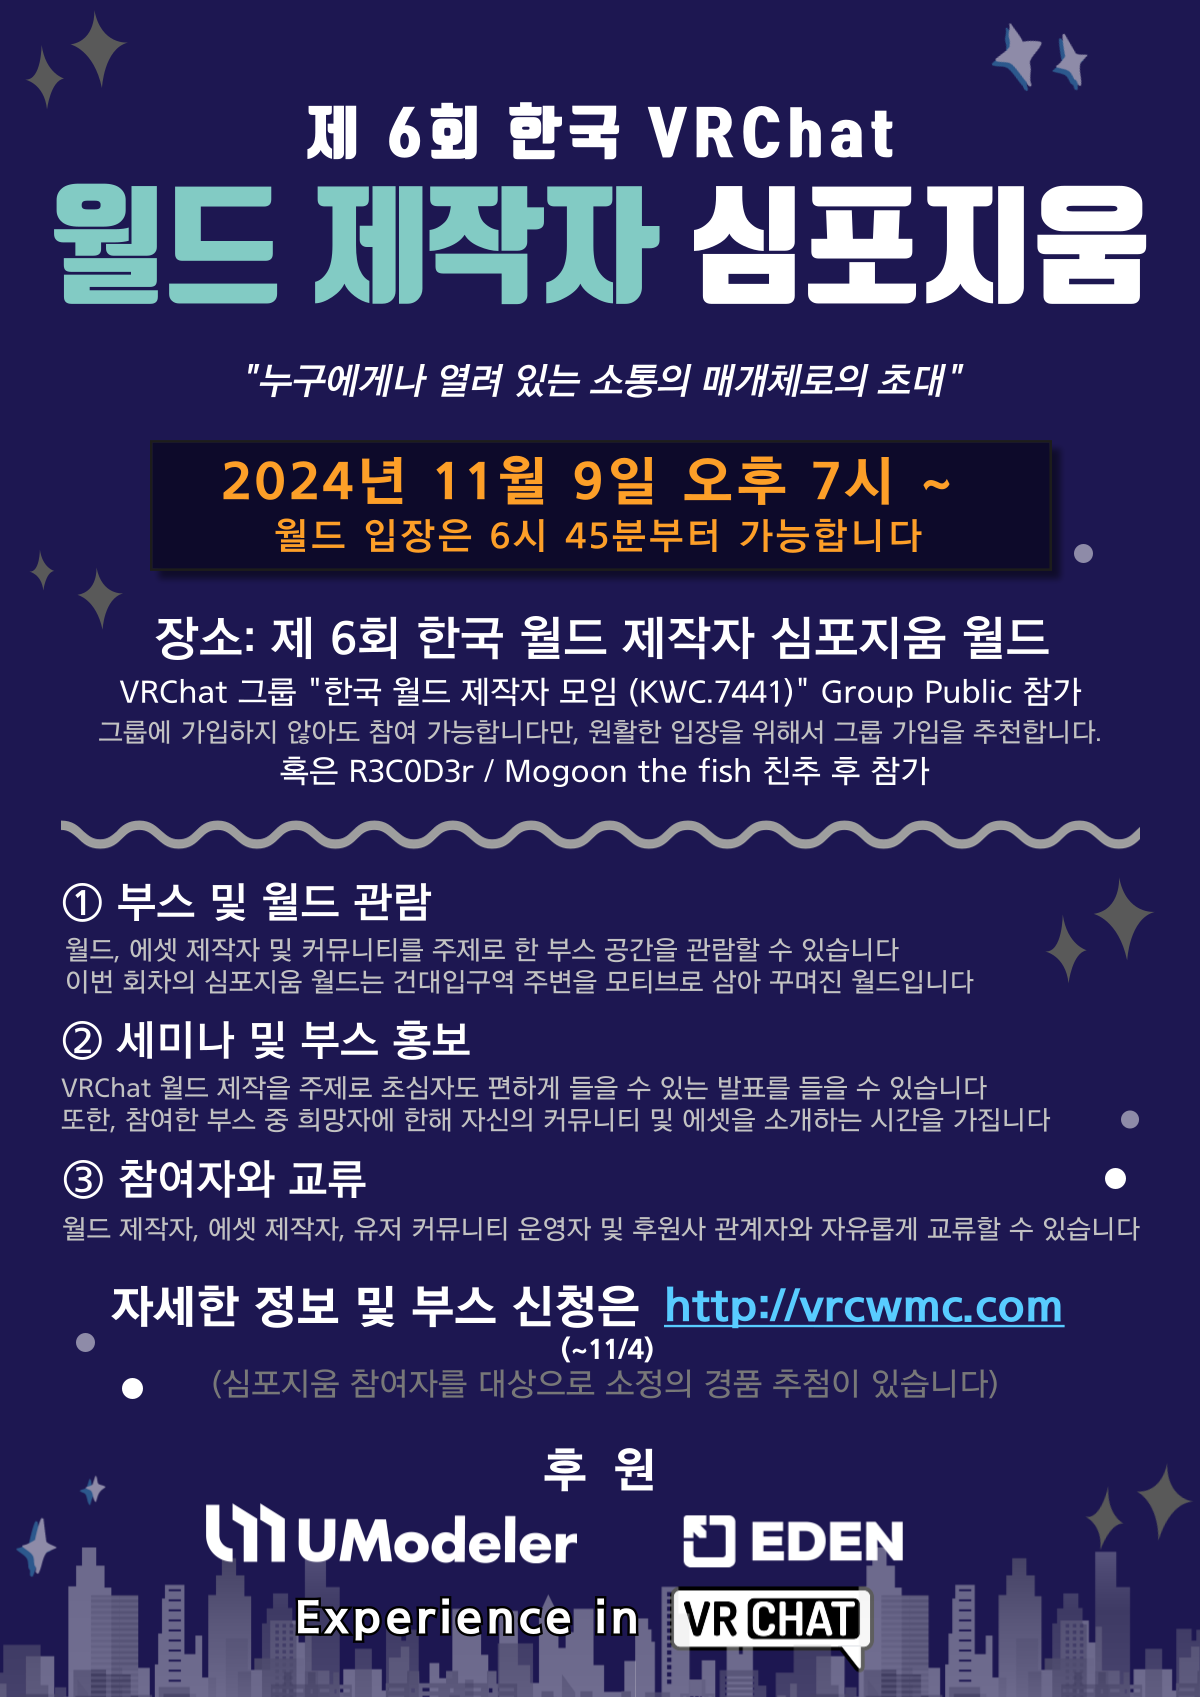 제 6회 한국 VRChat
월드 제작자 심포지움
"누구에게나 열려 있는 소통의 매개체로의 초대"
2024년 11월 9일 오후 7시 ~
월드 입장은 6시 45분부터 가능합니다
장소: 제 6회 한국 월드 제작자 심포지움 월드
VRChat 그룹 "한국 월드 제작자 모임 (KWC.7441)" Group Public 참가
그룹에 가입하지 않아도 참여 가능합니다만, 원활한 입장을 위해서 그룹 가입을 추천합니다.
혹은 R3C0D3r / Mogoon the fish 친추 후 참가
① 부스 및 월드 관람
월드, 에셋 제작자 및 커뮤니티를 주제로 한 부스 공간을 관람할 수 있습니다
이번 회차의 심포지움 월드는 건대입구역 주변을 모티브로 삼아 꾸며진 월드입니다
② 세미나 및 부스 홍보
VRChat 월드 제작을 주제로 초심자도 편하게 들을 수 있는 발표를 들을 수 있습니다
또한, 참여한 부스 중 희망자에 한해 자신의 커뮤니티 및 에셋을 소개하는 시간을 가집니다
③ 참여자와 교류
월드 제작자, 에셋 제작자, 유저 커뮤니티 운영자 및 후원사 관계자와 자유롭게 교류할 수 있습니다
자세한 정보 및 부스 신청은 http://vrcwmc.com
(~11/4)
(심포지움 참여자를 대상으로 소정의 경품 추첨이 있습니다)
후 원
UModeler EDEN
Experience in VRCHAT